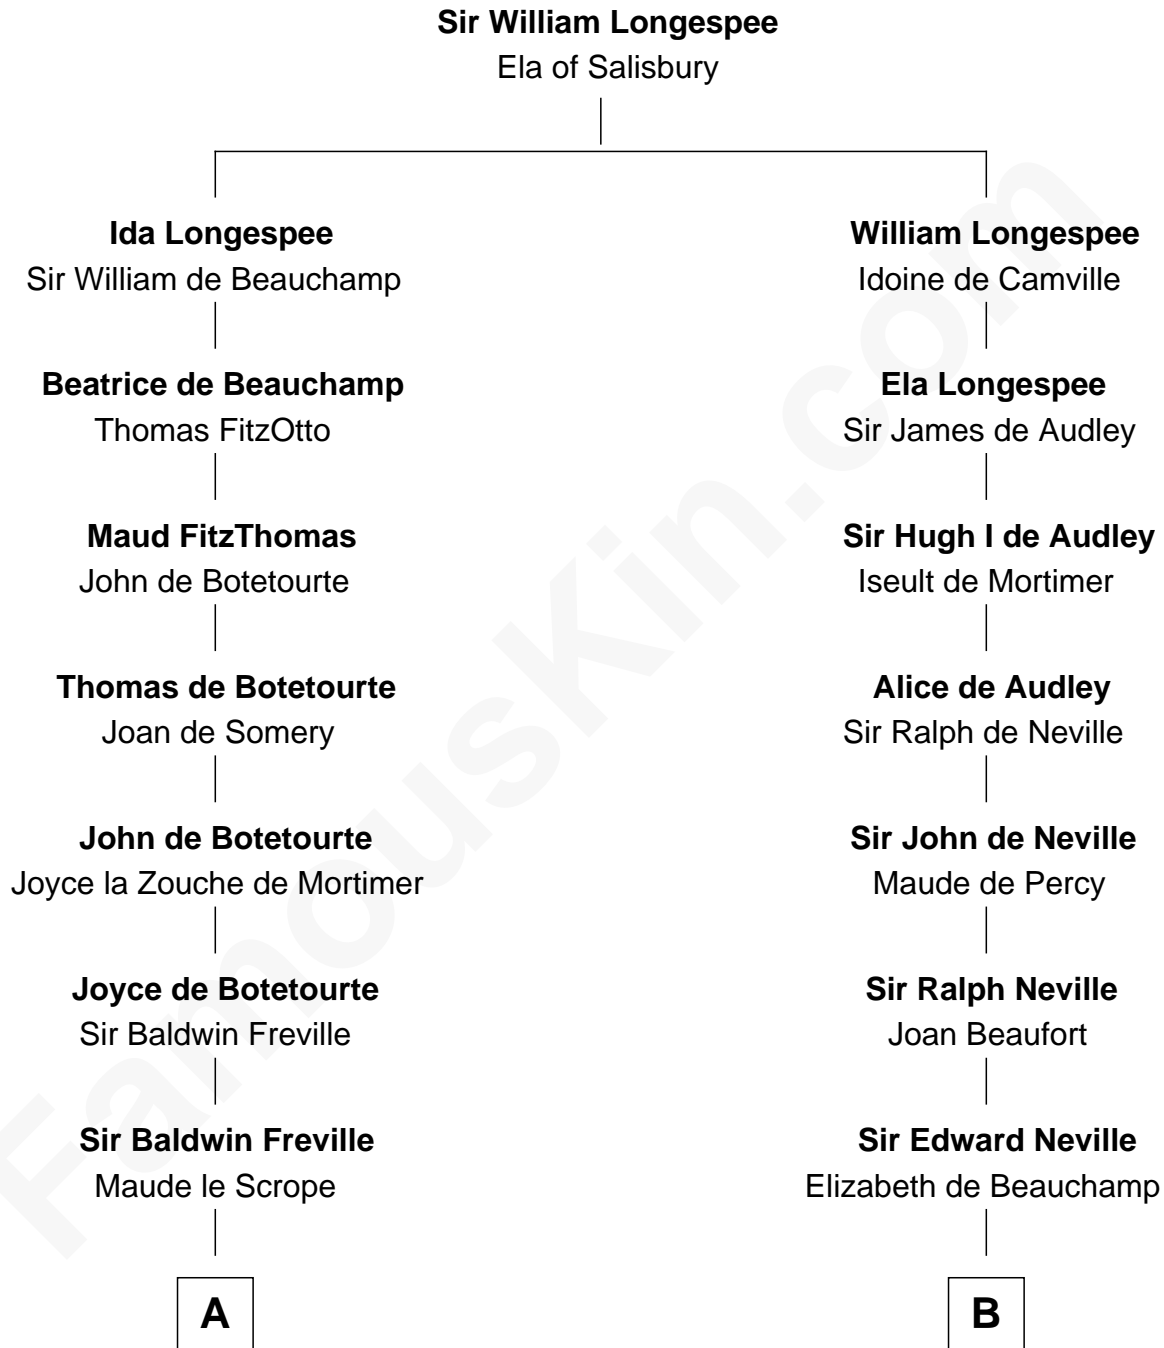 Sir William Longespee
Ela of Salisbury
Ida Longespee
Sir William de Beauchamp
William Longespee
Idoine de Camville
Beatrice de Beauchamp
Thomas FitzOtto
Ela Longespee
Sir James de Audley
Maud FitzThomas
John de Botetourte
Sir Hugh I de Audley
Iseult de Mortimer
Thomas de Botetourte
Joan de Somery
Alice de Audley
Sir Ralph de Neville
John de Botetourte
Joyce la Zouche de Mortimer
Sir John de Neville
Maude de Percy
Joyce de Botetourte
Sir Baldwin Freville
Sir Ralph Neville
Joan Beaufort
Sir Baldwin Freville
Maude le Scrope
Sir Edward Neville
Elizabeth de Beauchamp
A
B
FamousKin.com